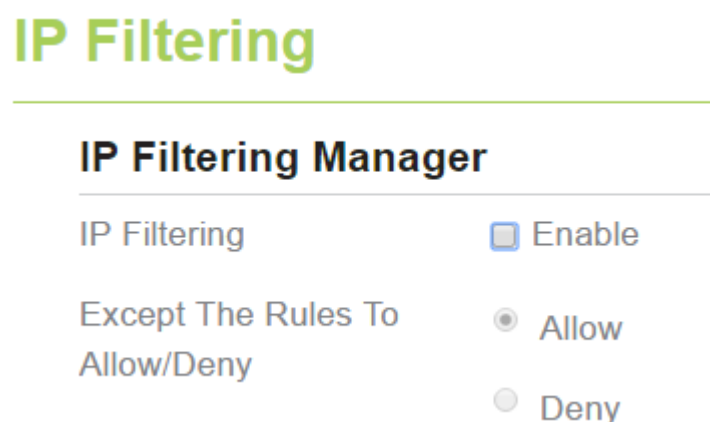 IP Filtering
IP Filtering Manager
IP Filtering Enable
Except The Rules To
Allow/Deny
Allow
Deny